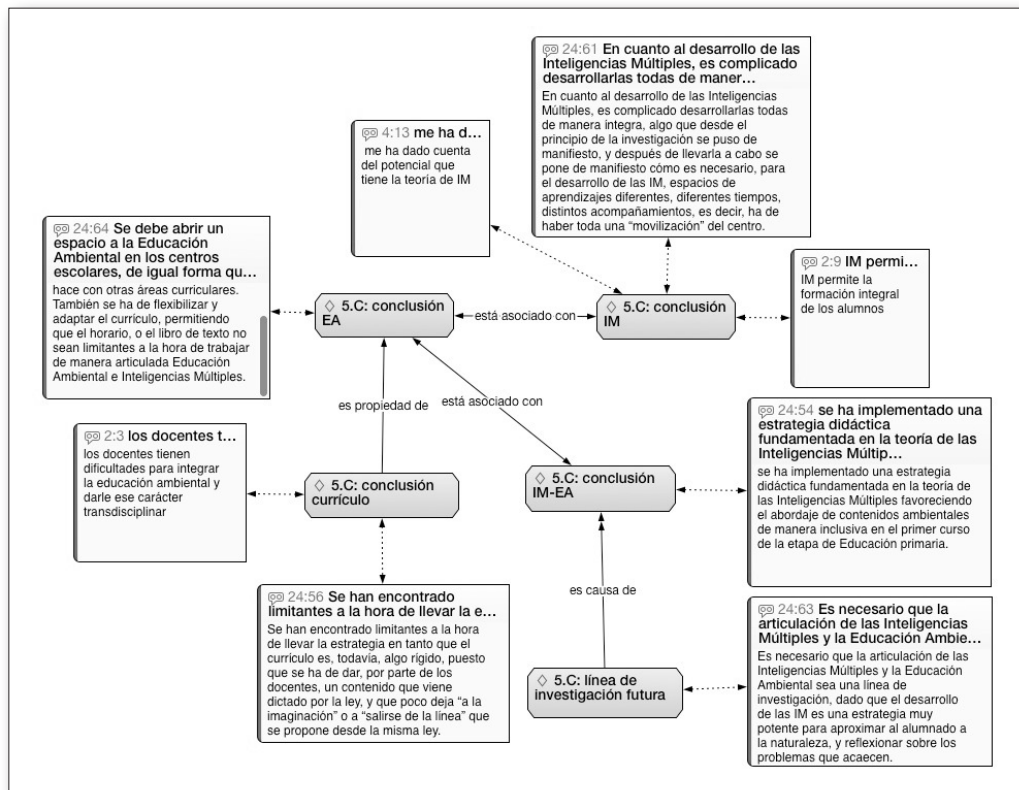 24:61 En cuanto al desarrollo de las
Inteligencias Múltiples, es complicado
desarrollarlas todas de maner…
En cuanto al desarrollo de las Inteligencias
Múltiples, es complicado desarrollarlas todas
de manera íntegra, algo que desde el
principio de la investigación se puso de
manifiesto, y después de llevarla a cabo se
pone de manifiesto cómo es necesario, para
el desarrollo de las IM, espacios de
aprendizajes diferentes, diferentes tiempos,
distintos acompañamientos, es decir, ha de
haber toda una “movilización” del centro.
4:13 me ha d…
me ha dado cuenta
del potencial que
tiene la teoría de IM
24:64 Se debe abrir un
espacio a la Educación
Ambiental en los centros
escolares, de igual forma qu…
hace con otras áreas curriculares.
También se ha de flexibilizar y
adaptar el currículo, permitiendo
que el horario, o el libro de texto no
sean limitantes a la hora de trabajar
de manera articulada Educación
Ambiental e Inteligencias Múltiples.
2:9 IM permi…
IM permite la
formación integral
de los alumnos
5.C: conclusión
EA
está asociado con
5.C: conclusión
IM
es propiedad de
está asociado con
2:3 los docentes t…
los docentes tienen
dificultades para integrar
la educación ambiental y
darle ese carácter
transdisciplinar
5.C: conclusión
currículo
5.C: conclusión
IM-EA
24:54 se ha implementado una
estrategia didáctica
fundamentada en la teoría de las
Inteligencias Múltip…
se ha implementado una estrategia
didáctica fundamentada en la teoría de
las Inteligencias Múltiples favoreciendo
el abordaje de contenidos ambientales
de manera inclusiva en el primer curso
de la etapa de Educación primaria.
24:56 Se han encontrado
limitantes a la hora de llevar la e…
Se han encontrado limitantes a la hora
de llevar la estrategia en tanto que el
currículo es, todavía, algo rígido, puesto
que se ha de dar, por parte de los
docentes, un contenido que viene
dictado por la ley, y que poco deja “a la
imaginación” o a “salirse de la línea” que
se propone desde la misma ley.
es causa de
5.C: línea de
investigación futura
24:63 Es necesario que la
articulación de las Inteligencias
Múltiples y la Educación Ambie…
Es necesario que la articulación de las
Inteligencias Múltiples y la Educación
Ambiental sea una línea de
investigación, dado que el desarrollo
de las IM es una estrategia muy
potente para aproximar al alumnado a
la naturaleza, y reflexionar sobre los
problemas que acaecen.